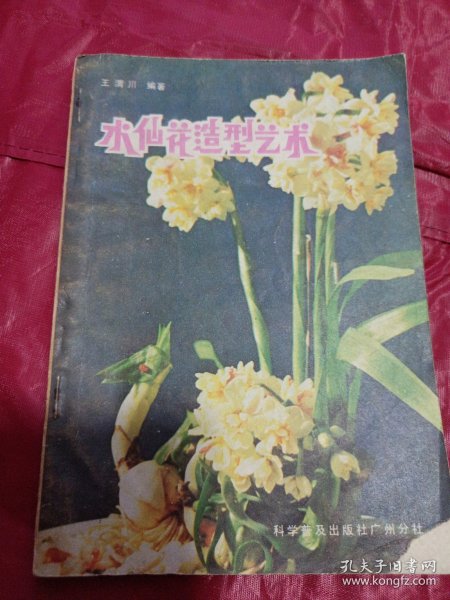 王渭川 编著
水仙花造型艺术
科学普及出版社广州分社
孔夫子旧书网
www.kongfz.com